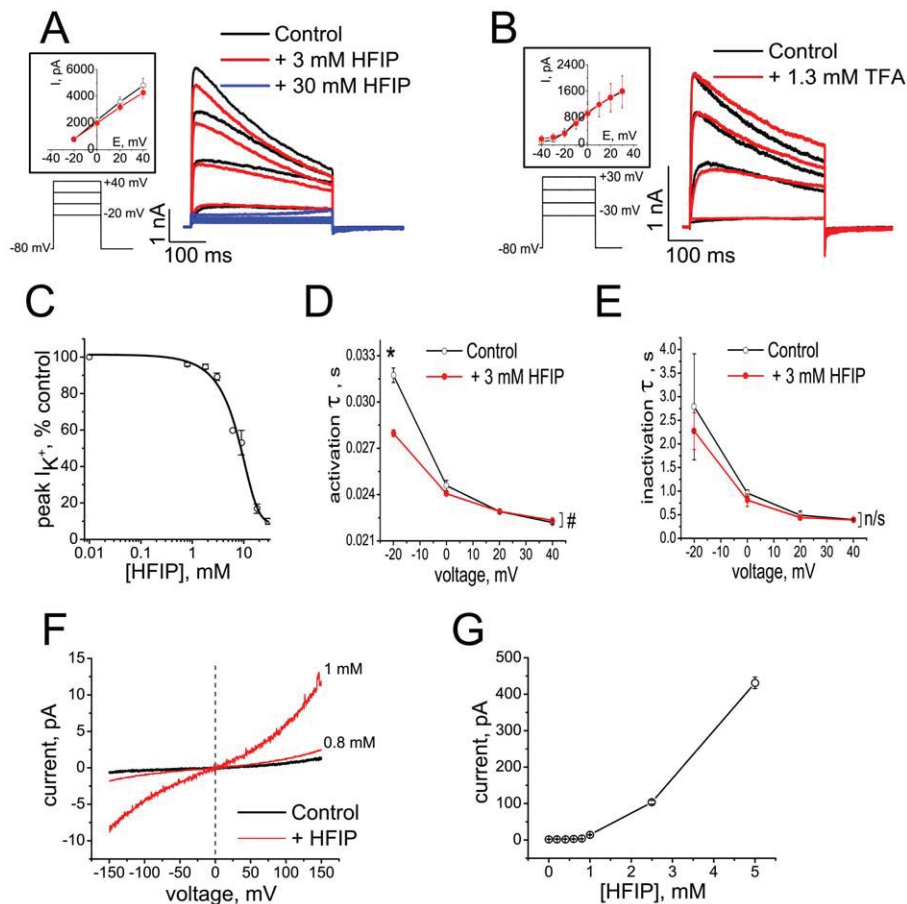 A
I, pA
6000
4000
2000
0
E, mV
-40 -20 0 20 40
+40 mV
-20 mV
-80 mV
Control
+ 3 mM HFIP
+ 30 mM HFIP
1 nA
100 ms
B
I, pA
2400
1600
800
0
E, mV
-40 -20 0 20 40
+30 mV
-30 mV
-80 mV
Control
+ 1.3 mM TFA
1 nA
100 ms
C
peak IK+, % control
100
80
60
40
20
0
0.01 0.1 1 10
[HFIP], mM
D
activation τ , s
0.033
0.030
0.027
0.024
0.021
*
Control
+ 3 mM HFIP
#
-20 0 20 40
voltage, mV
E
inactivation τ , s
4.0
3.5
3.0
2.5
2.0
1.5
1.0
0.5
0.0
Control
+ 3 mM HFIP
n/s
-20 0 20 40
voltage, mV
F
current, pA
15
10
5
0
-5
-10
1 mM
0.8 mM
Control
+ HFIP
-150 -100 -50 0 50 100 150
voltage, mV
G
current, pA
500
400
300
200
100
0
0 1 2 3 4 5
[HFIP], mM